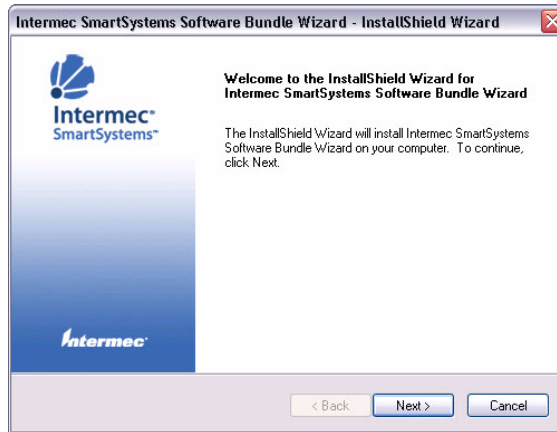 Intermec SmartSystems Software Bundle Wizard - InstallShield Wizard
Intermec
SmartSystems™
Welcome to the InstallShield Wizard for
Intermec SmartSystems Software Bundle Wizard
The InstallShield Wizard will install Intermec SmartSystems
Software Bundle Wizard on your computer. To continue,
click Next.
Intermec
< Back
Next >
Cancel